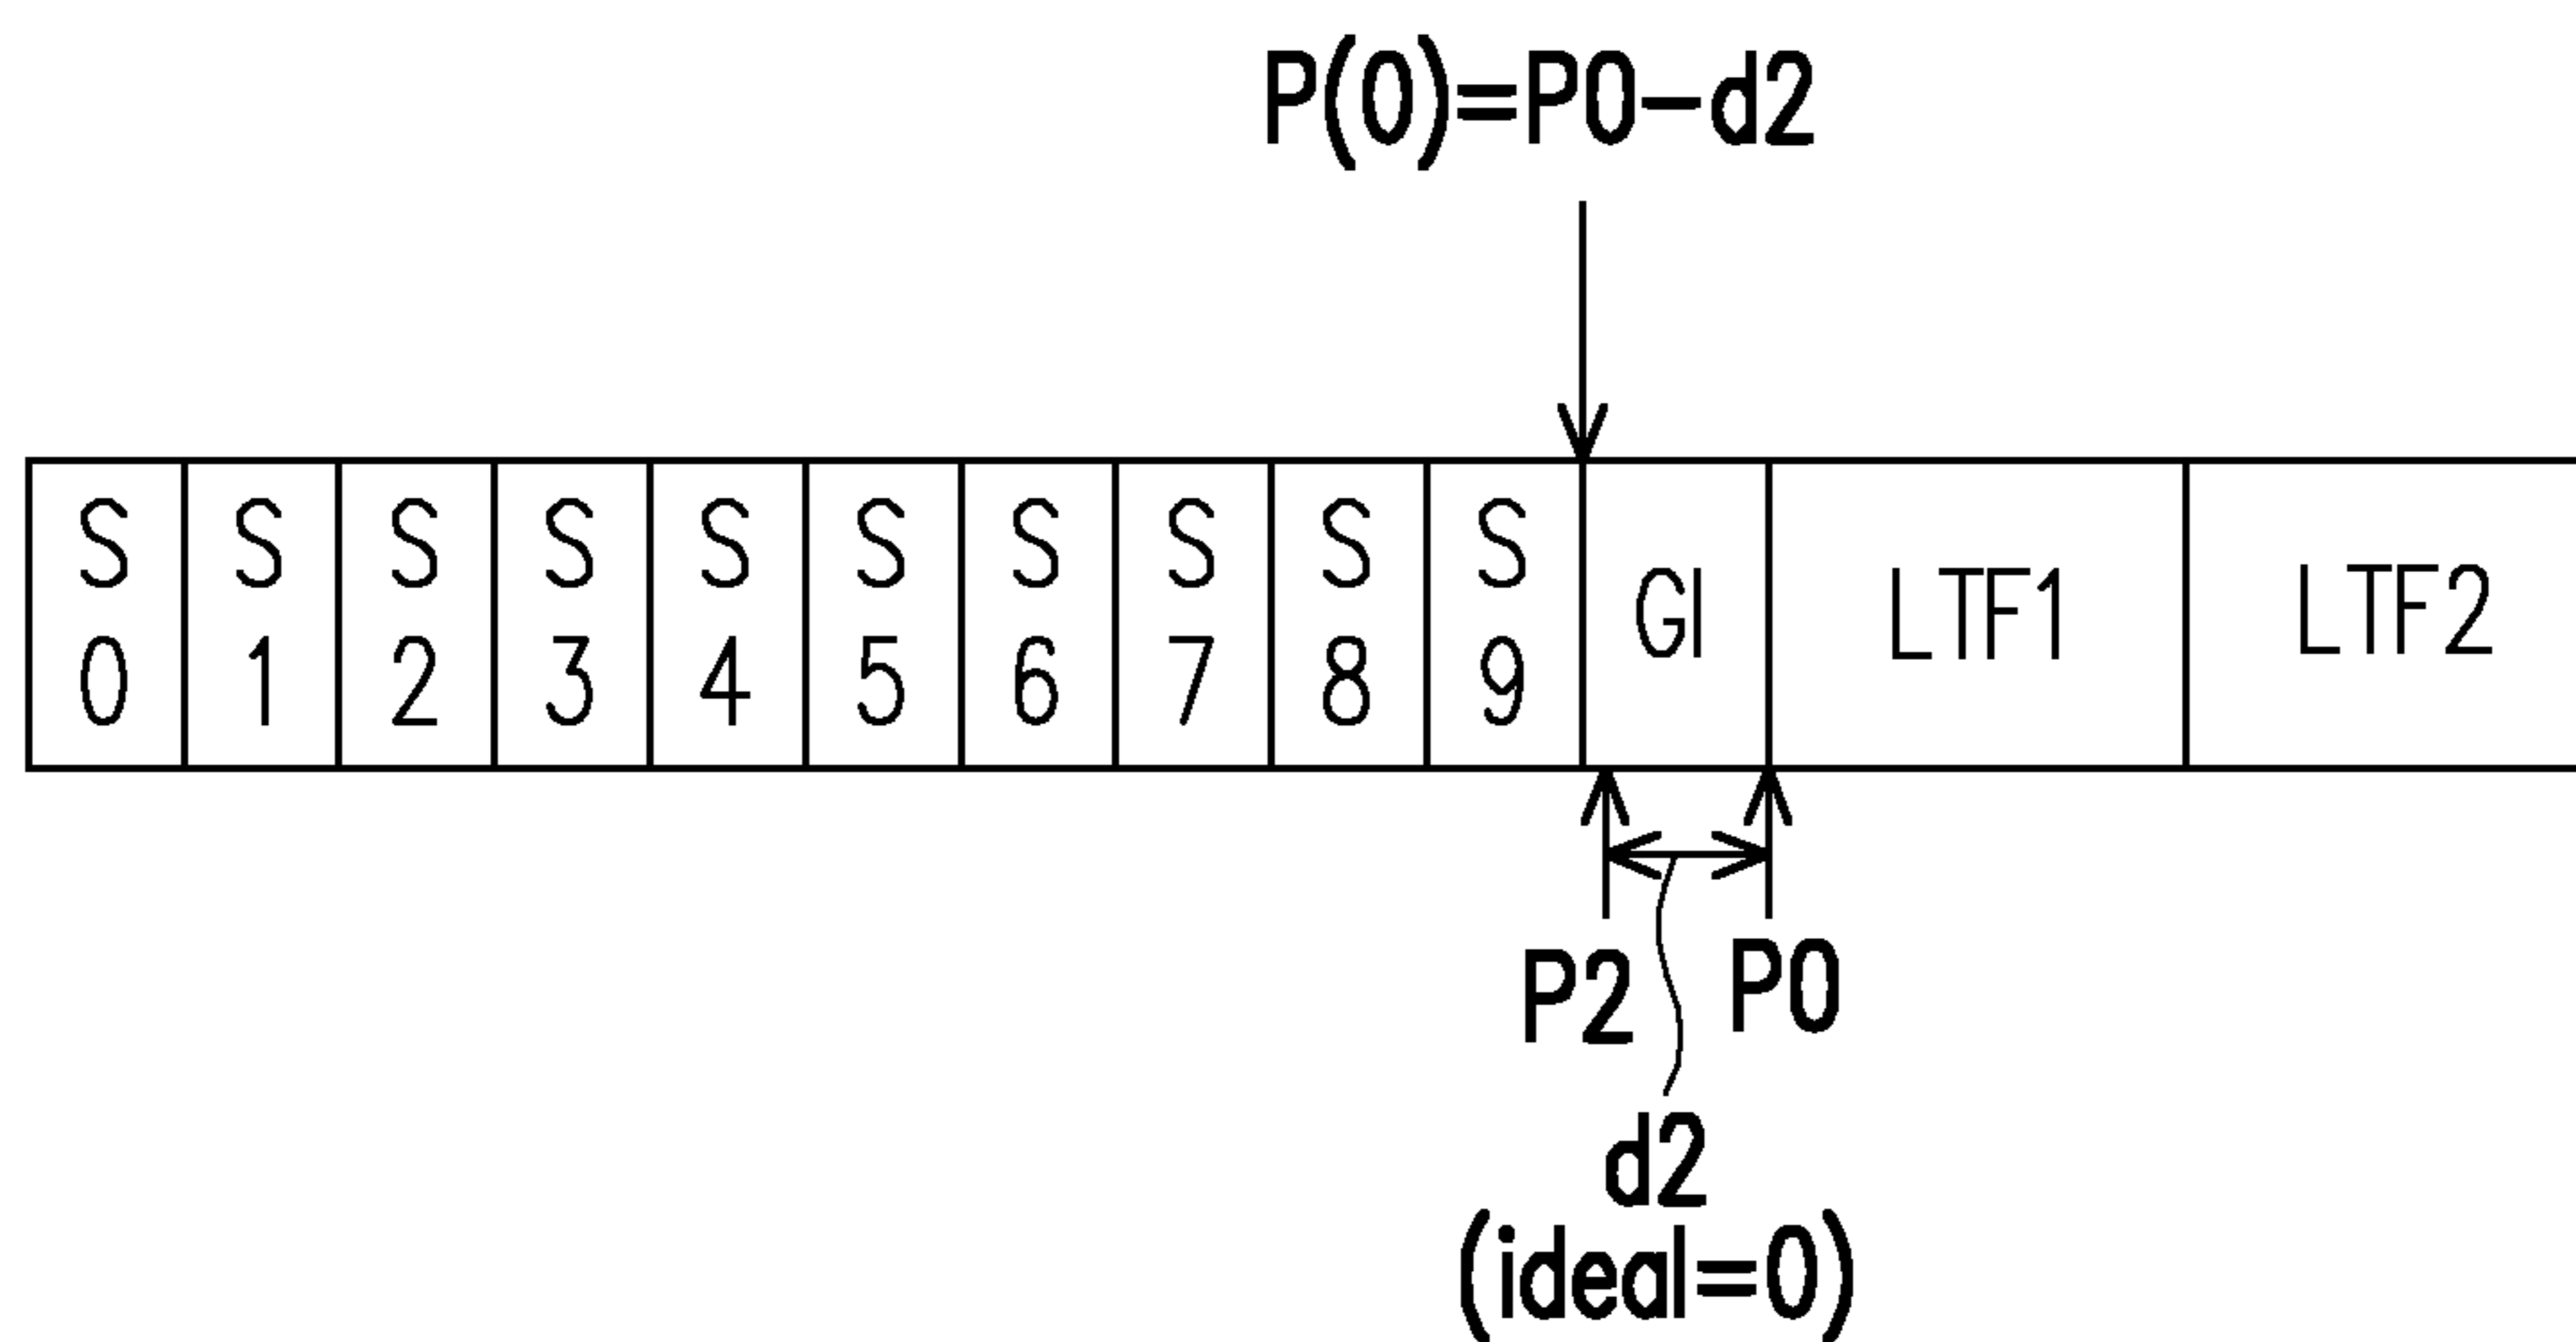 P(0)=P0-d2
S S S S S S S S S S
0 1 2 3 4 5 6 7 8 9
GI LTF1 LTF2
P2 P0
d2
(ideal=0)